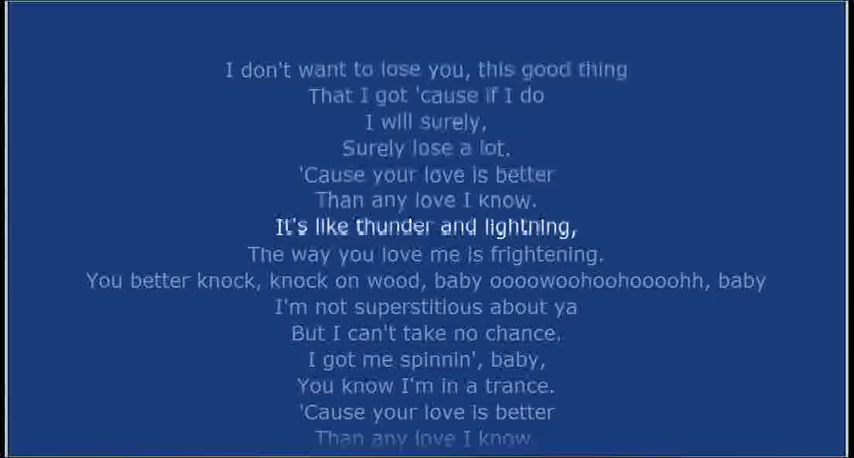 I don't want to lose you, this good thing
That I got 'cause if I do
I will surely,
Surely lose a lot.
'Cause your love is better
Than any love I know.
It's like thunder and lightning,
The way you love me is frightening.
You better knock, knock on wood, baby oooowoohoohoooohh, baby
I'm not superstitious about ya
But I can't take no chance.
I got me spinnin', baby,
You know I'm in a trance.
'Cause your love is better
Than any love I know.